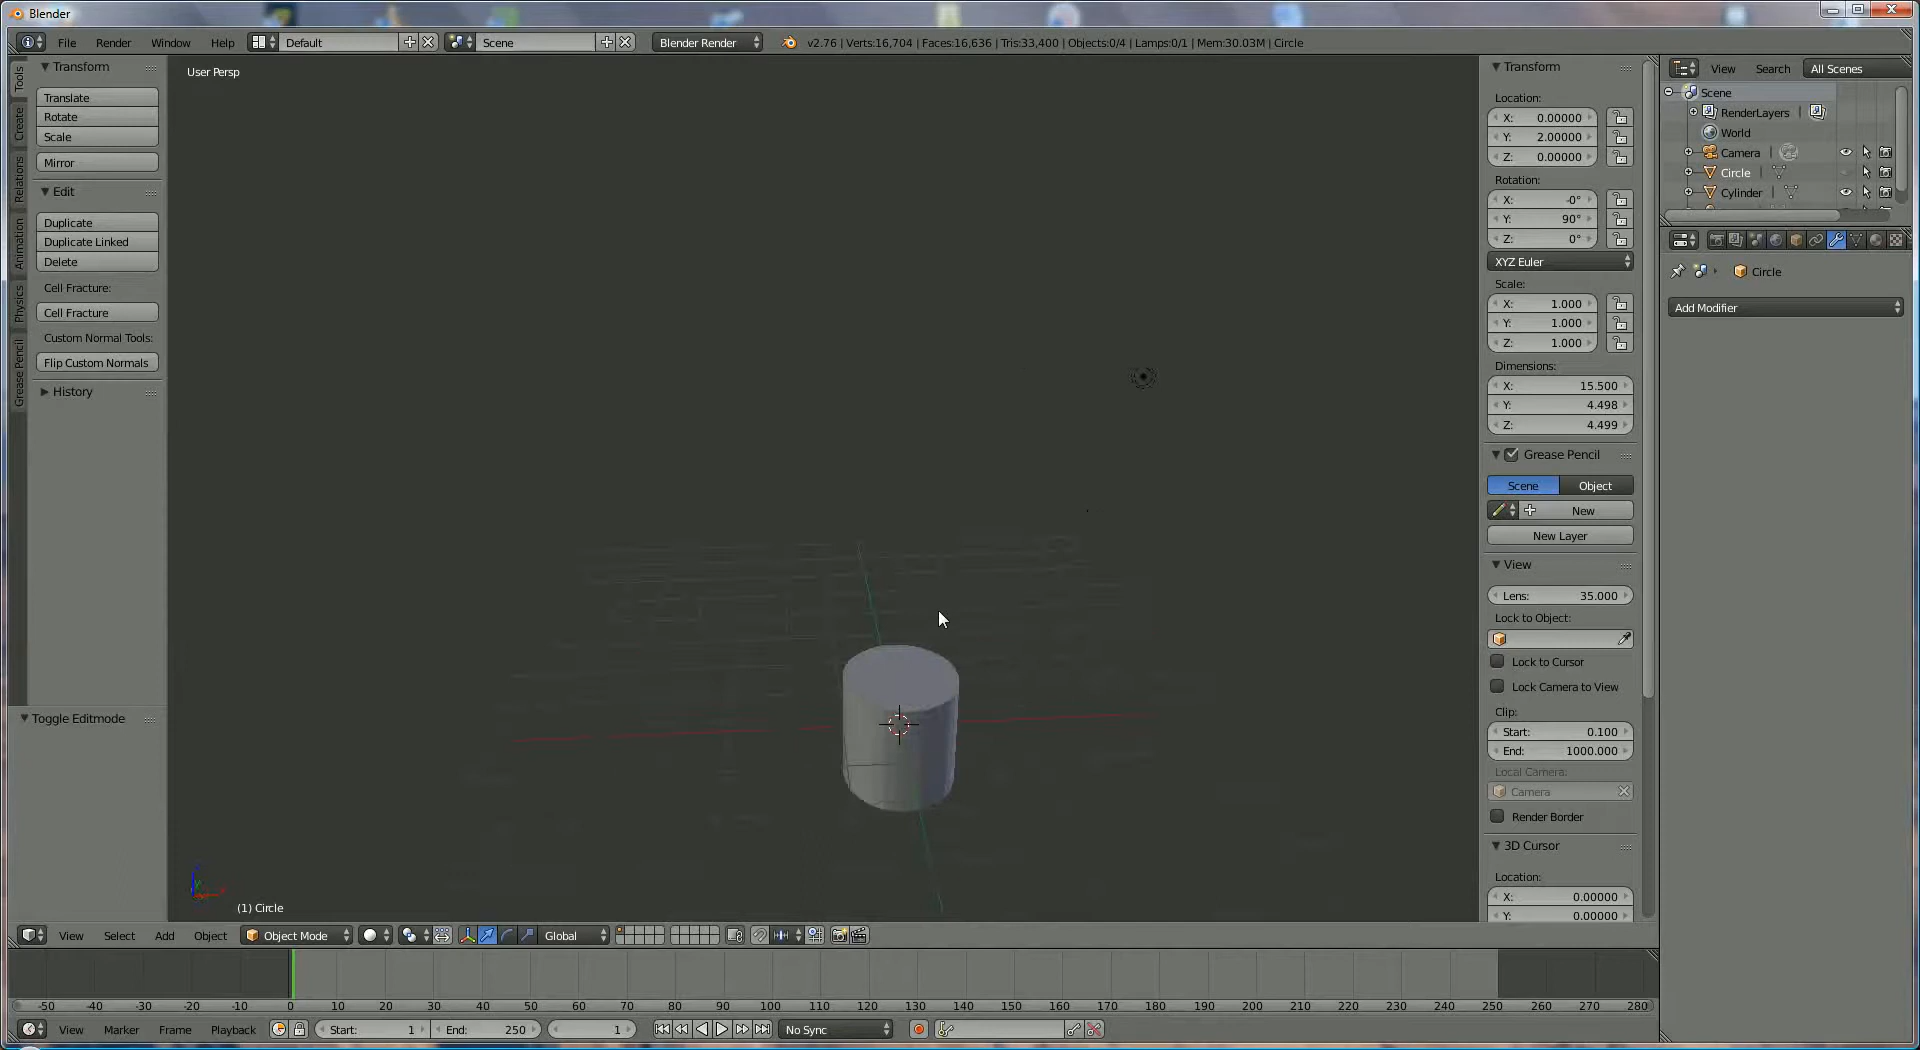 Blender
File Render Window Help Default Scene Blender Render v2.76 | Verts:16,704 | Faces:16,636 | Tris:33,400 | Objects:0/4 | Lamps:0/1 | Mem:30.03M | Circle
Tools
Create
Relations
Animation
Physics
Grease Pencil
Transform
Translate
Rotate
Scale
Mirror
Edit
Duplicate
Duplicate Linked
Delete
Cell Fracture:
Cell Fracture
Custom Normal Tools:
Flip Custom Normals
History
Toggle Editmode
User Persp
(1) Circle
Transform
Location:
X: 0.00000
Y: 2.00000
Z: 0.00000
Rotation:
X: -0°
Y: 90°
Z: 0°
XYZ Euler
Scale:
X: 1.000
Y: 1.000
Z: 1.000
Dimensions:
X: 15.500
Y: 4.498
Z: 4.499
Grease Pencil
Scene Object
New
New Layer
View
Lens: 35.000
Lock to Object:
Lock to Cursor
Lock Camera to View
Clip:
Start: 0.100
End: 1000.000
Local Camera:
Camera
Render Border
3D Cursor
Location:
X: 0.00000
Y: 0.00000
View Search All Scenes
Scene
RenderLayers
World
Camera
Circle
Cylinder
Circle
Add Modifier
View Select Add Object Object Mode Global
-50 -40 -30 -20 -10 0 10 20 30 40 50 60 70 80 90 100 110 120 130 140 150 160 170 180 190 200 210 220 230 240 250 260 270 280
View Marker Frame Playback Start: 1 End: 250 1 No Sync